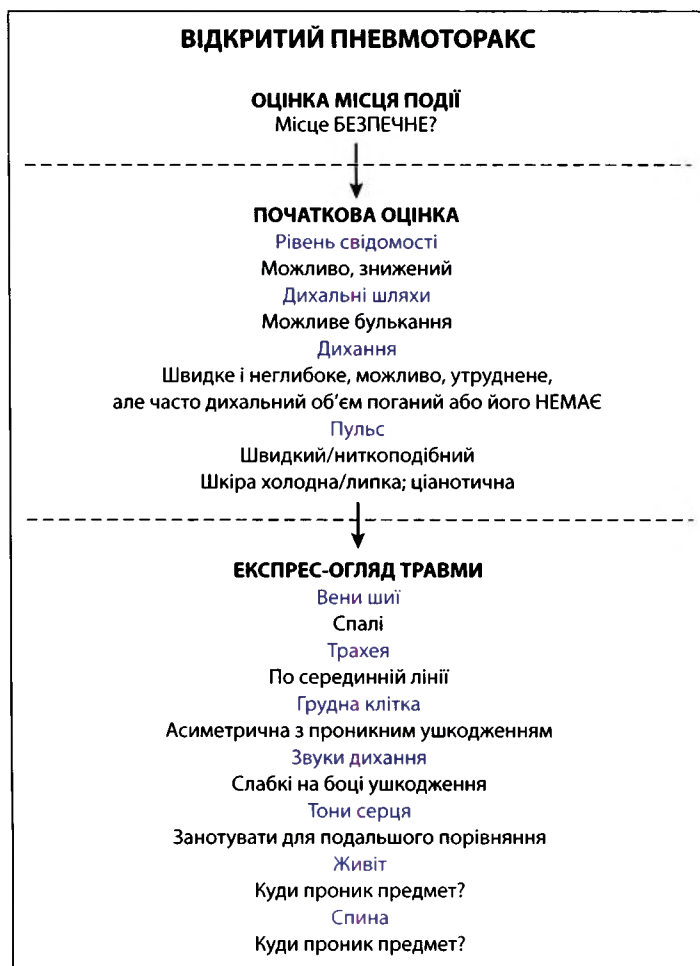 ВІДКРИТИЙ ПНЕВМОТОРАКС
ОЦІНКА МІСЦЯ ПОДІЇ
Місце БЕЗПЕЧНЕ?
ПОЧАТКОВА ОЦІНКА
Рівень свідомості
Можливо, знижений
Дихальні шляхи
Можливе булькання
Дихання
Швидке і неглибоке, можливо, утруднене,
але часто дихальний об’єм поганий або його НЕМАЄ
Пульс
Швидкий/ниткоподібний
Шкіра холодна/липка; ціанотична
ЕКСПРЕС-ОГЛЯД ТРАВМИ
Вени шиї
Спалі
Трахея
По серединній лінії
Грудна клітка
Асиметрична з проникним ушкодженням
Звуки дихання
Слабкі на боці ушкодження
Тони серця
Занотувати для подальшого порівняння
Живіт
Куди проник предмет?
Спина
Куди проник предмет?